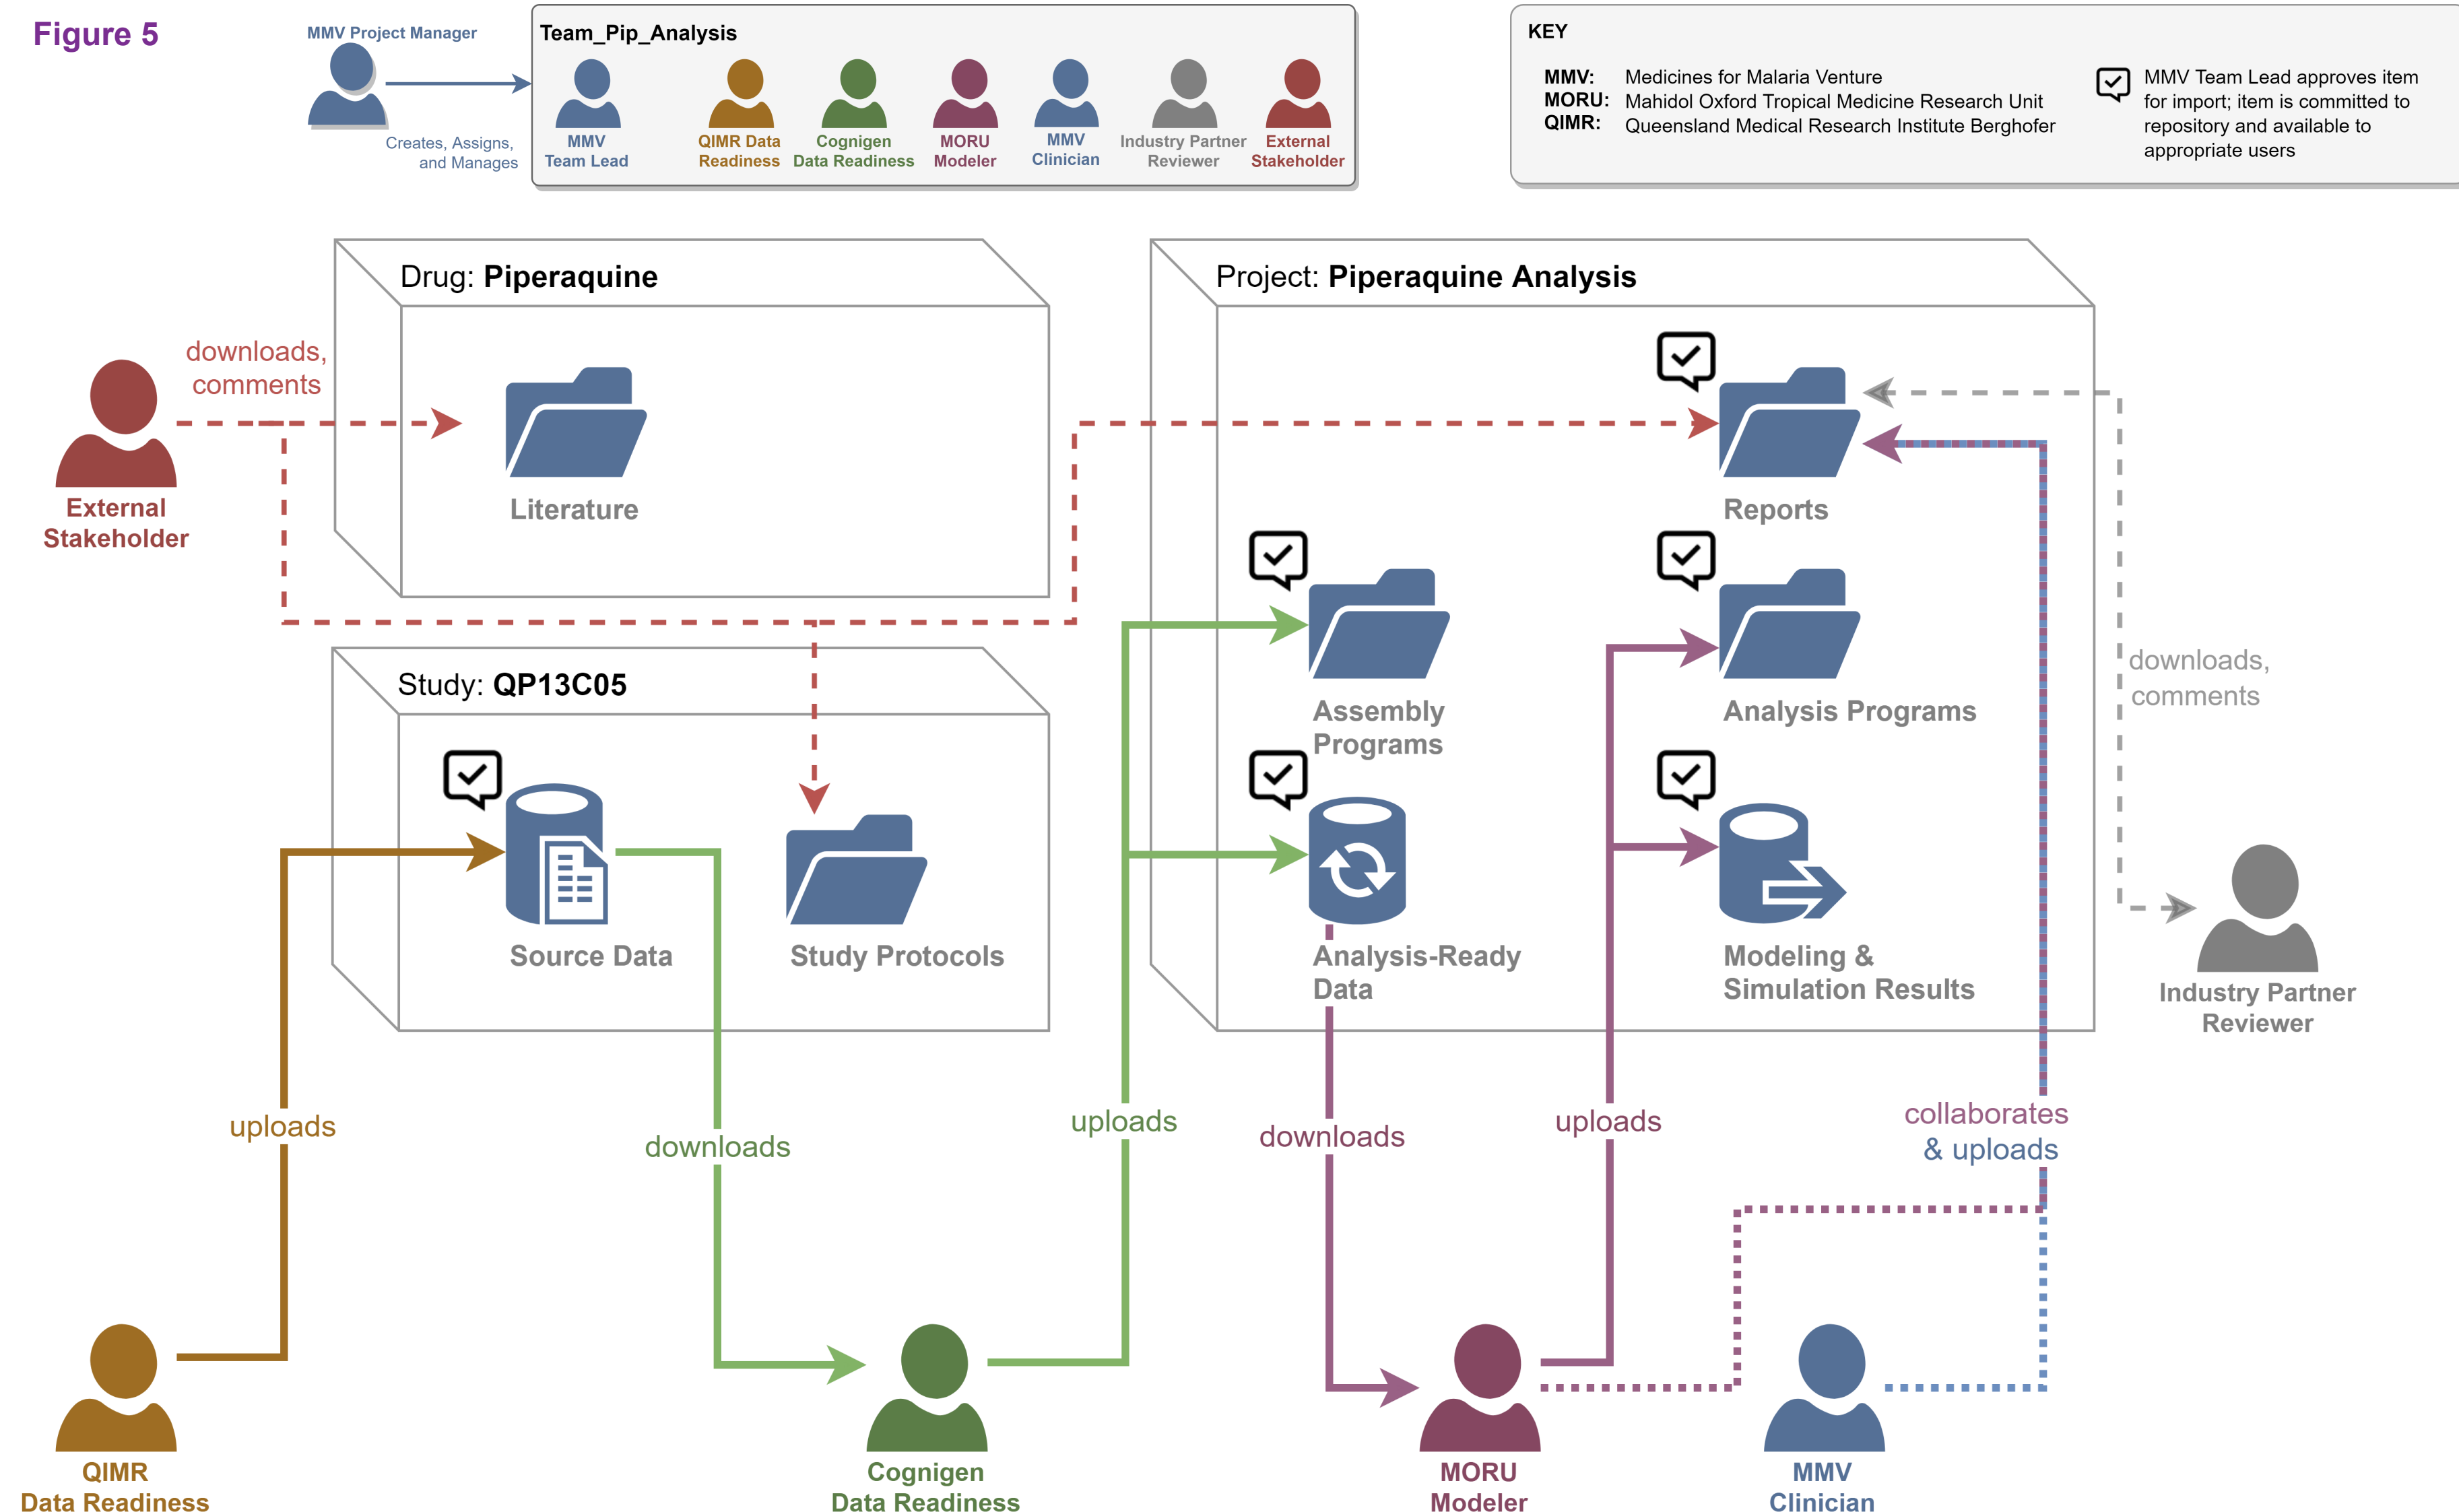 Figure 5
MMV Project Manager
Creates, Assigns,
and Manages
Team_Pip_Analysis
MMV
Team Lead
QIMR Data
Readiness
Cognigen
Data Readiness
MORU
Modeler
MMV
Clinician
Industry Partner
Reviewer
External
Stakeholder
KEY
MMV: Medicines for Malaria Venture
MORU: Mahidol Oxford Tropical Medicine Research Unit
QIMR: Queensland Medical Research Institute Berghofer
MMV Team Lead approves item
for import; item is committed to
repository and available to
appropriate users
Drug: Piperaquine
Project: Piperaquine Analysis
downloads,
comments
External
Stakeholder
Literature
Reports
Study: QP13C05
Assembly
Programs
Analysis Programs
downloads,
comments
Source Data
Study Protocols
Analysis-Ready
Data
Modeling &
Simulation Results
Industry Partner
Reviewer
uploads
downloads
uploads
downloads
uploads
collaborates
& uploads
QIMR
Data Readiness
Cognigen
Data Readiness
MORU
Modeler
MMV
Clinician